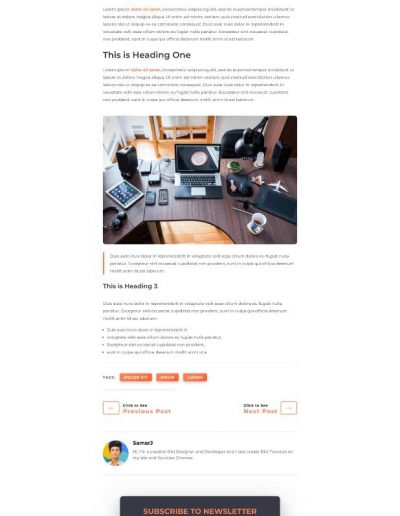 Lorem ipsum dolor sit amet, consectetur adipiscing elit, sed do eiusmod tempor incididunt ut
labore et dolore magna aliqua. Ut enim ad minim veniam, quis nostrud exercitation ullamco
laboris nisi ut aliquip ex ea commodo consequat. Duis aute irure dolor in reprehenderit in
voluptate velit esse cillum dolore eu fugiat nulla pariatur. Excepteur sint occaecat cupidatat
non proident, sunt in culpa qui officia deserunt mollit anim id est laborum.
This is Heading One
Lorem ipsum dolor sit amet, consectetur adipiscing elit, sed do eiusmod tempor incididunt ut
labore et dolore magna aliqua. Ut enim ad minim veniam, quis nostrud exercitation ullamco
laboris nisi ut aliquip ex ea commodo consequat. Duis aute irure dolor in reprehenderit in
voluptate velit esse cillum dolore eu fugiat nulla pariatur. Excepteur sint occaecat cupidatat
non proident, sunt in culpa qui officia deserunt mollit anim id est laborum.
Duis aute irure dolor in reprehenderit in voluptate velit esse cillum dolore eu fugiat nulla
pariatur. Excepteur sint occaecat cupidatat non proident, sunt in culpa qui officia deserunt
mollit anim id est laborum.
This is Heading 3
Duis aute irure dolor in reprehenderit in voluptate velit esse cillum dolore eu fugiat nulla
pariatur. Excepteur sint occaecat cupidatat non proident, sunt in culpa qui officia deserunt
mollit anim id est laborum
Duis aute irure dolor in reprehenderit in
voluptate velit esse cillum dolore eu fugiat nulla pariatur.
Excepteur sint occaecat cupidatat non proident,
sunt in culpa qui officia deserunt mollit anim id e
TAGS: DOLOR SIT IPSUM LOREM
Click to See
Previous Post
Click to See
Next Post
SamarJ
Hi, I'm a creative Divi Designer and Developer and I also create Divi Tutorials on
my site and Youtube Channel.
SUBSCRIBE TO NEWSLETTER